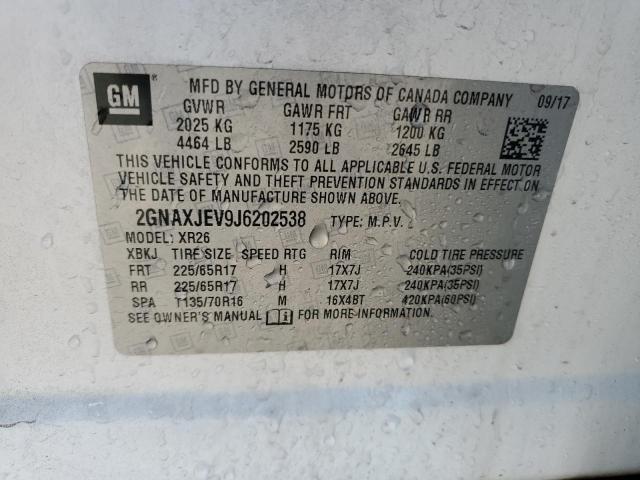 GM
MFD BY GENERAL MOTORS OF CANADA COMPANY 09/17
GVWR GAWR FRT GAWR RR
2025 KG 1175 KG 1200 KG
4464 LB 2590 LB 2645 LB
THIS VEHICLE CONFORMS TO ALL APPLICABLE U.S. FEDERAL MOTOR
VEHICLE SAFETY AND THEFT PREVENTION STANDARDS IN EFFECT ON
THE DATE OF MANUFACTURE SHOWN ABOVE.
2GNAXJEV9J6202538 TYPE: M.P.V.
MODEL: XR26
XBKJ TIRE SIZE SPEED RTG RIM COLD TIRE PRESSURE
FRT 225/65R17 H 17X7J 240KPA(35PSI)
RR 225/65R17 H 17X7J 240KPA(35PSI)
SPA T135/70R16 M 16X4BT 420KPA(60PSI)
SEE OWNER'S MANUAL FOR MORE INFORMATION.